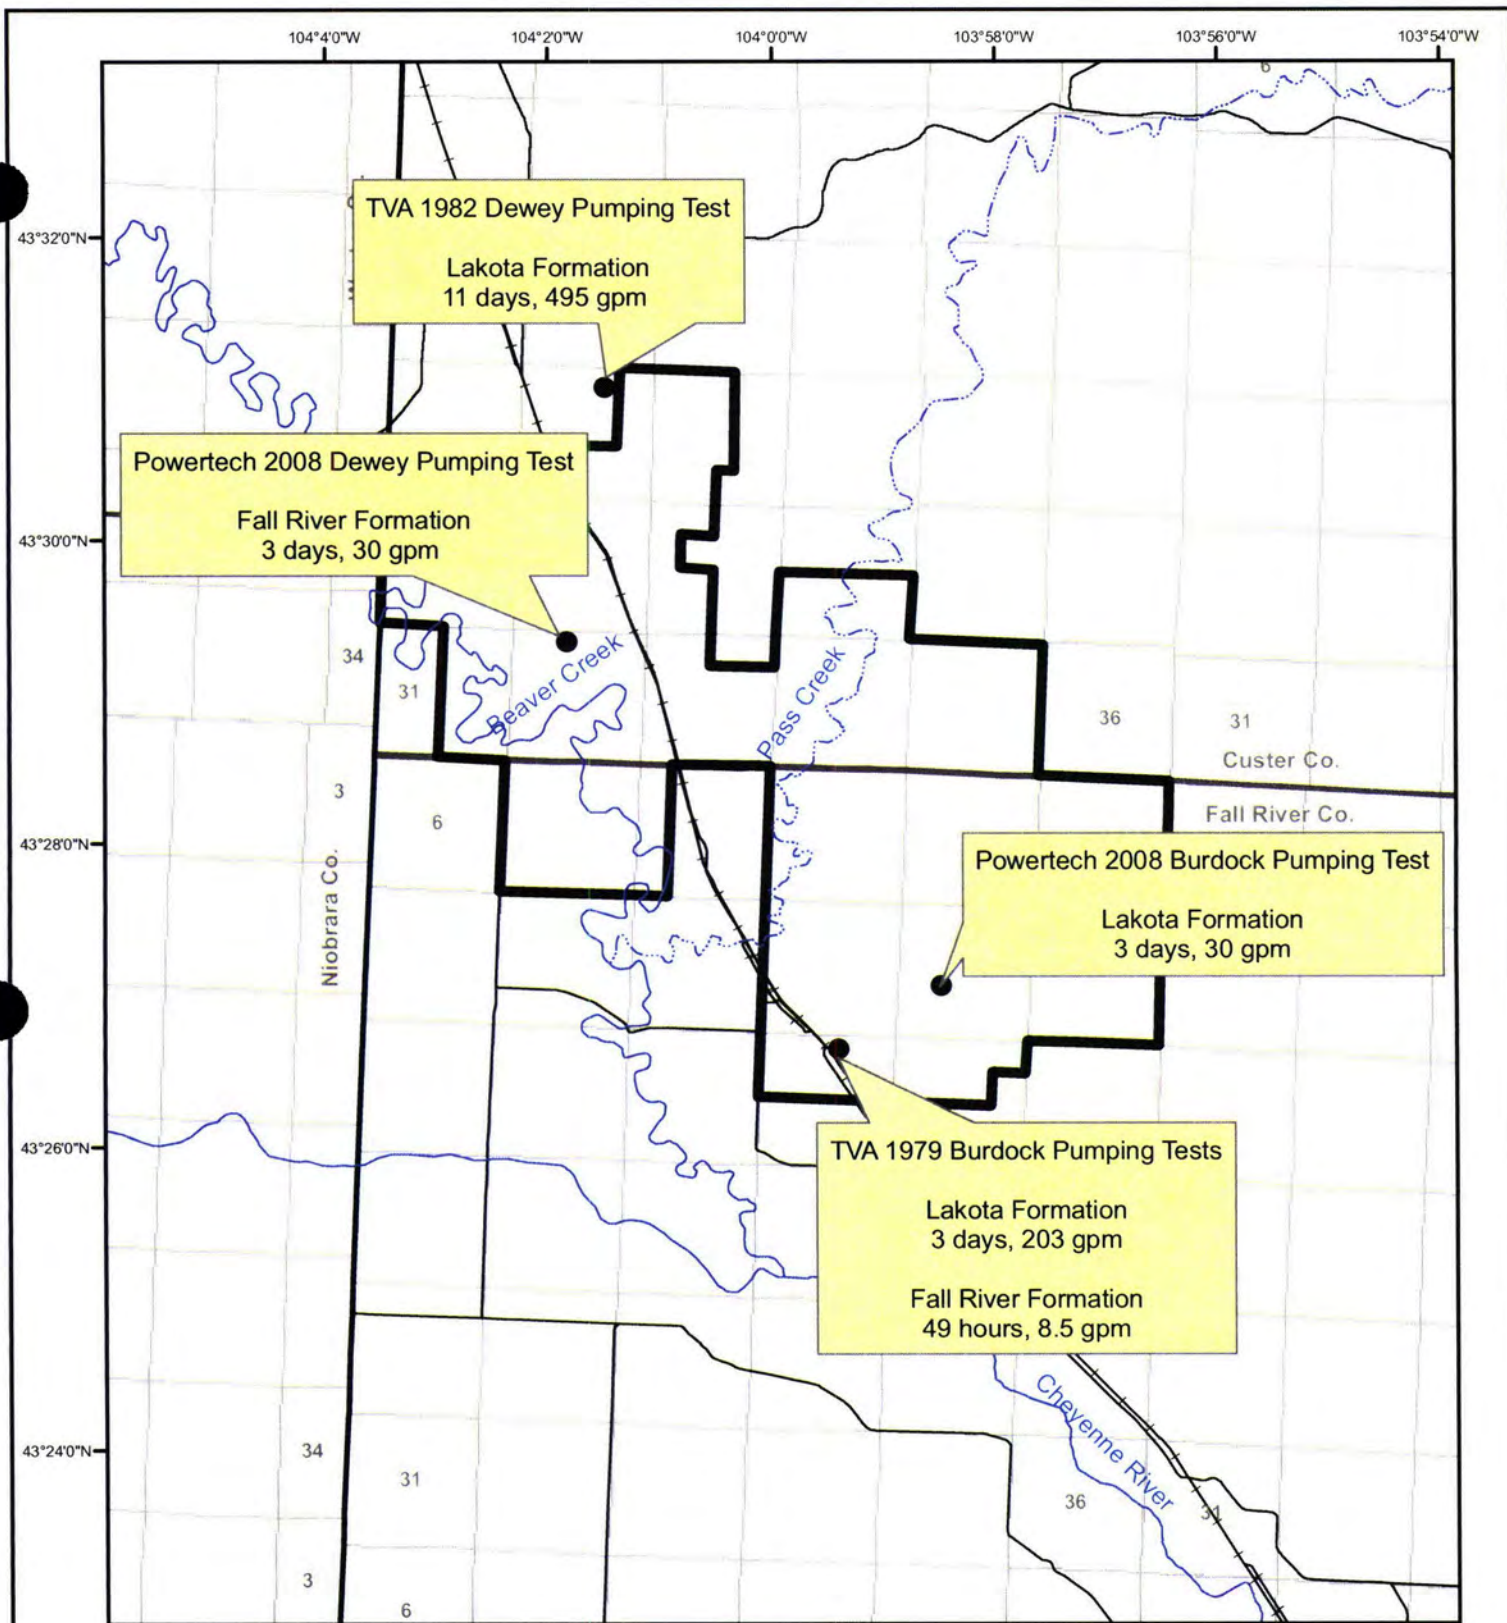 104°4'0"W
104°2'0"W
104°0'0"W
103°58'0"W
103°56'0"W
103°54'0"W
6
TVA 1982 Dewey Pumping Test
Lakota Formation
11 days, 495 gpm
43°32'0"N
Powertech 2008 Dewey Pumping Test
Fall River Formation
3 days, 30 gpm
43°30'0"N
34
31
Beaver Creek
Pass Creek
36
31
Custer Co.
Fall River Co.
3
6
43°28'0"N
Niobrara Co.
Powertech 2008 Burdock Pumping Test
Lakota Formation
3 days, 30 gpm
43°26'0"N
TVA 1979 Burdock Pumping Tests
Lakota Formation
3 days, 203 gpm
Fall River Formation
49 hours, 8.5 gpm
Cheyenne River
43°24'0"N
34
31
36
31
3
6